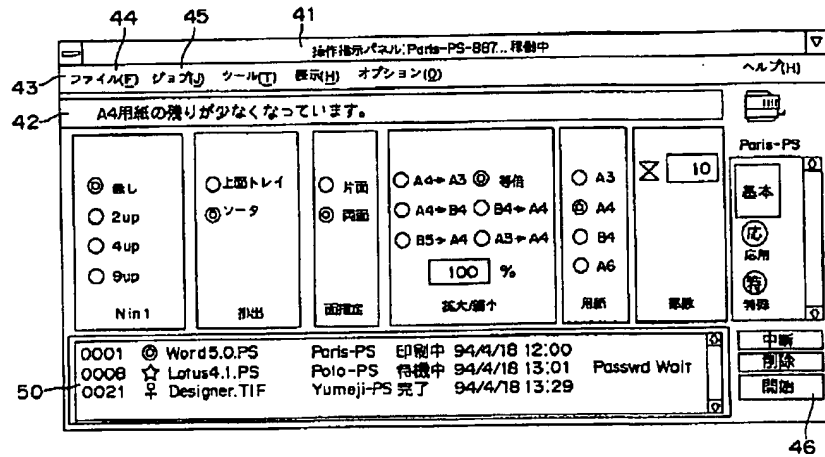 44
45
41
操作指示パネル:Paris-PS-887... 稼働中
43
ファイル(F) ジョブ(J) ツール(T) 表示(H) オプション(O) ヘルプ(H)
42
A4用紙の残りが少なくなっています。
Paris-PS
無し
2up
4up
9up
Nin1
上面トレイ
ソータ
排出
片面
両面
面指定
A4→A3 等倍
A4→B4 B4→A4
B5→A4 A3→A4
100 %
拡大/縮小
A3
A4
B4
A6
用紙
10
部数
基本
応
応用
特
特殊
50
0001 Word5.0.PS Paris-PS 印刷中 94/4/18 12:00
0008 Lotus4.1.PS Polo-PS 待機中 94/4/18 13:01 Passwd Wait
0021 Designer.TIF Yumeji-PS 完了 94/4/18 13:29
中断
削除
開始
46